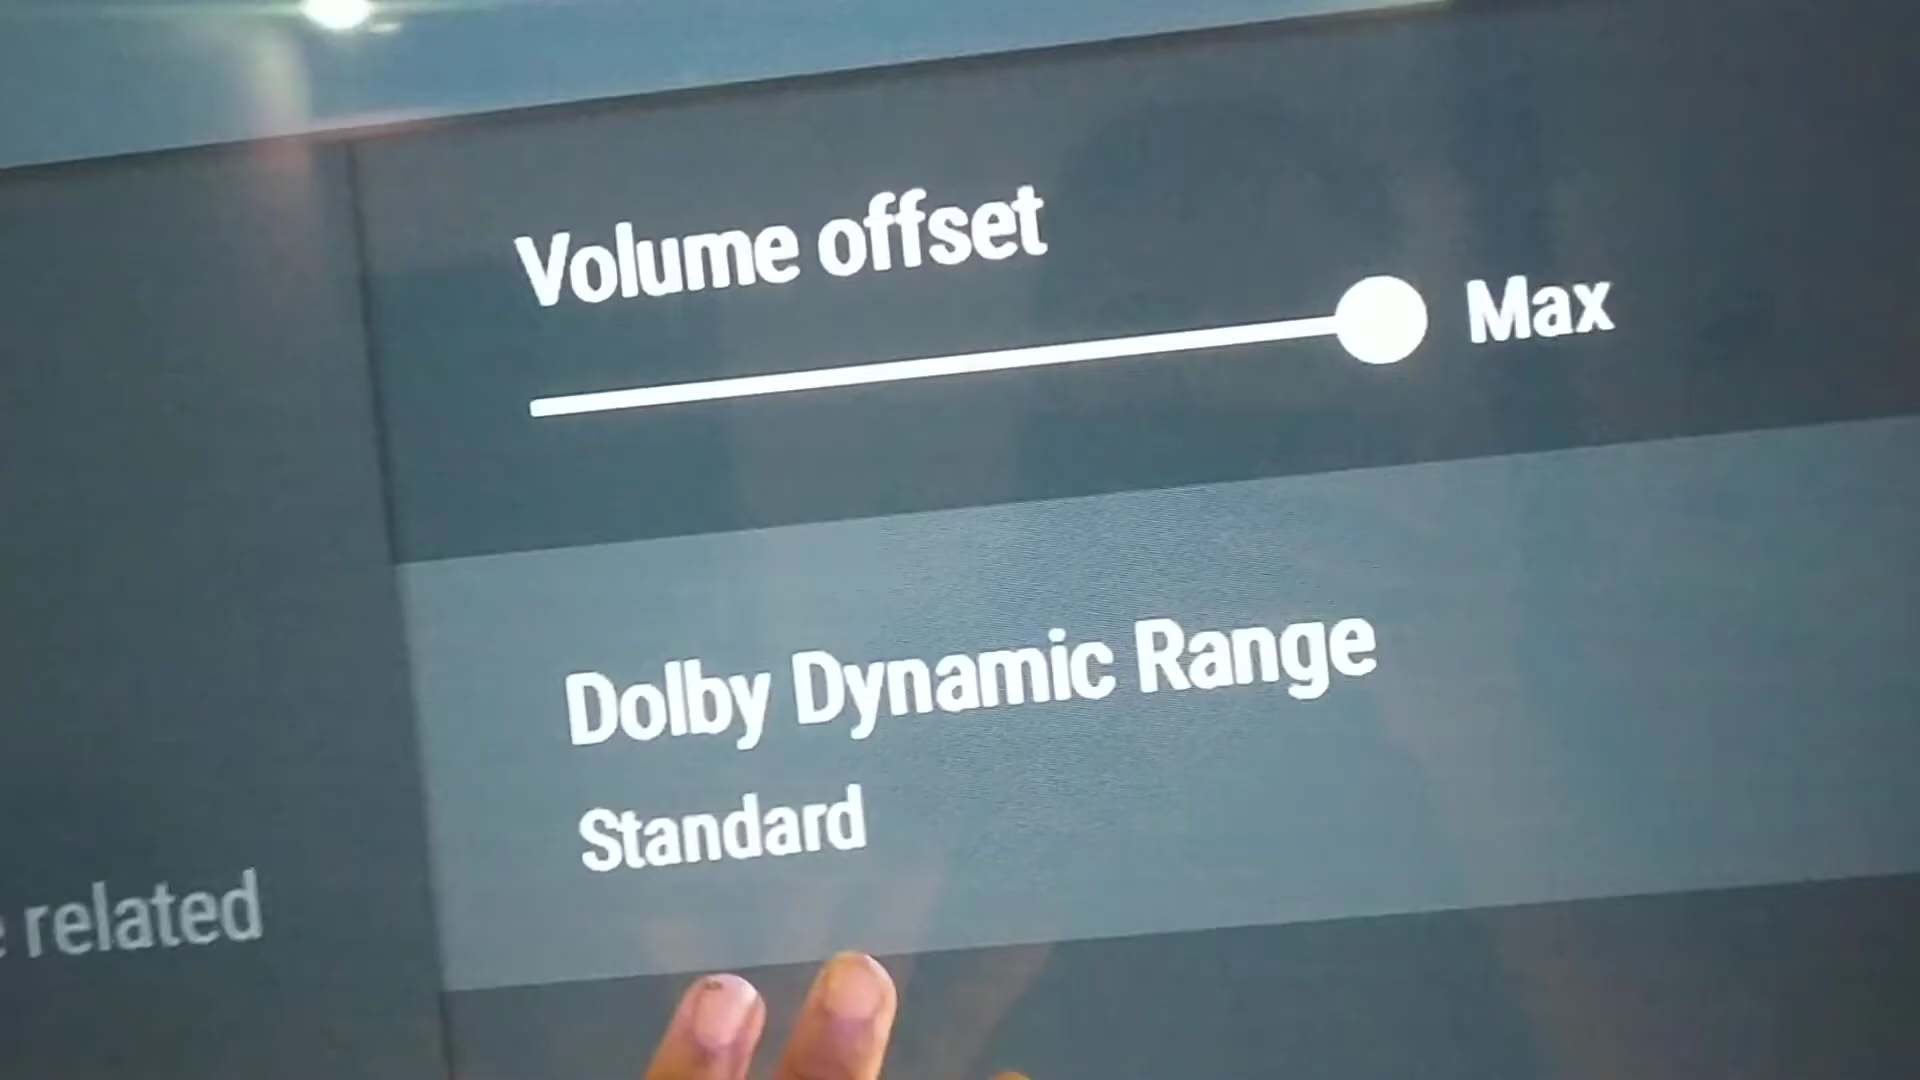 Volume offset
Max
Dolby Dynamic Range
Standard
related